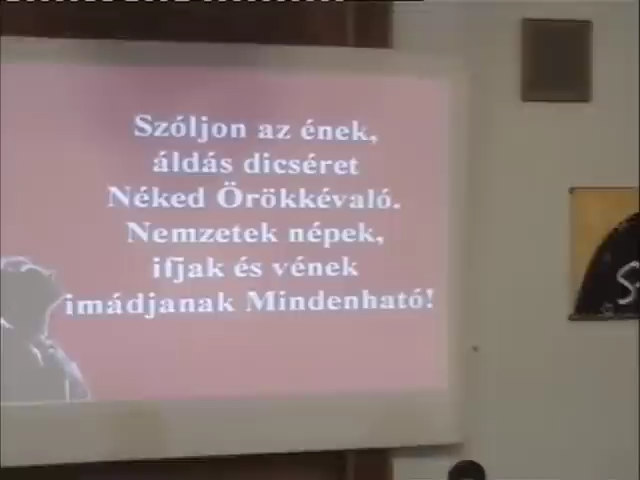 Szóljon az ének,
áldás dicséret
Néked Örökkévaló.
Nemzetek népek,
ifjak és vének
imádjanak Mindenható!